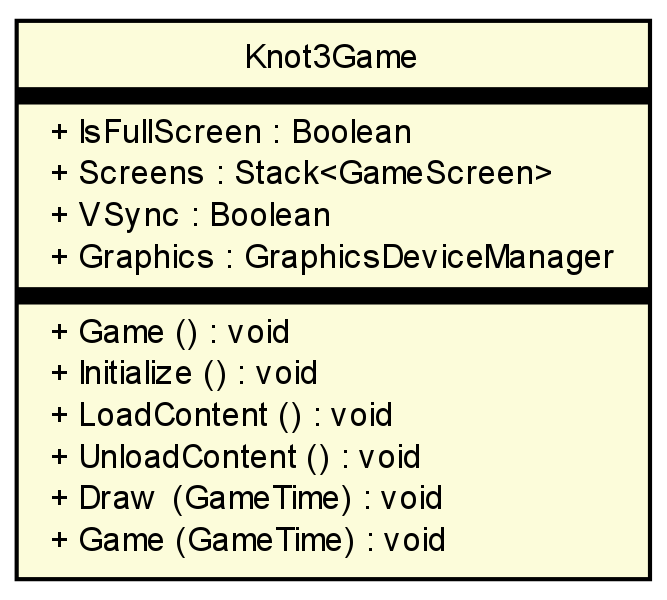 Knot3Game
+ IsFullScreen : Boolean
+ Screens : Stack<GameScreen>
+ VSync : Boolean
+ Graphics : GraphicsDeviceManager
+ Game () : void
+ Initialize () : void
+ LoadContent () : void
+ UnloadContent () : void
+ Draw (GameTime) : void
+ Game (GameTime) : void